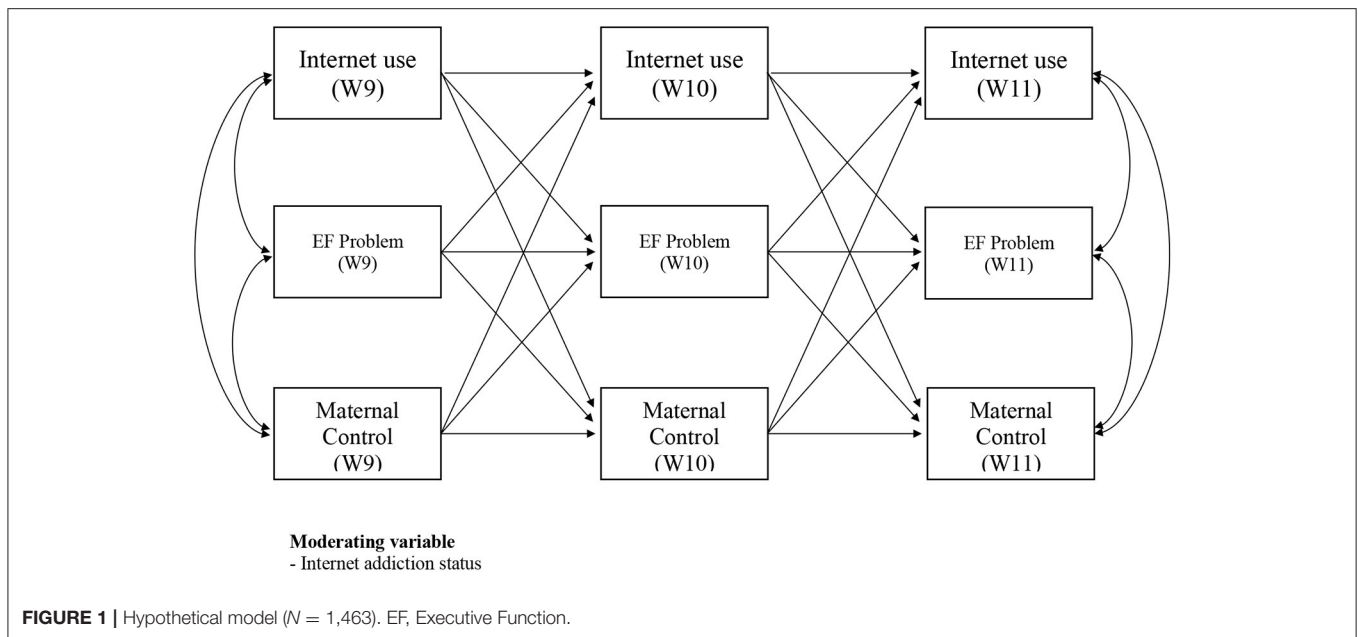 Internet use
(W9)
Internet use
(W10)
Internet use
(W11)
EF Problem
(W9)
EF Problem
(W10)
EF Problem
(W11)
Maternal
Control
(W9)
Maternal
Control
(W10)
Maternal
Control
(W11)
Moderating variable
- Internet addiction status
FIGURE 1 | Hypothetical model (N = 1,463). EF, Executive Function.